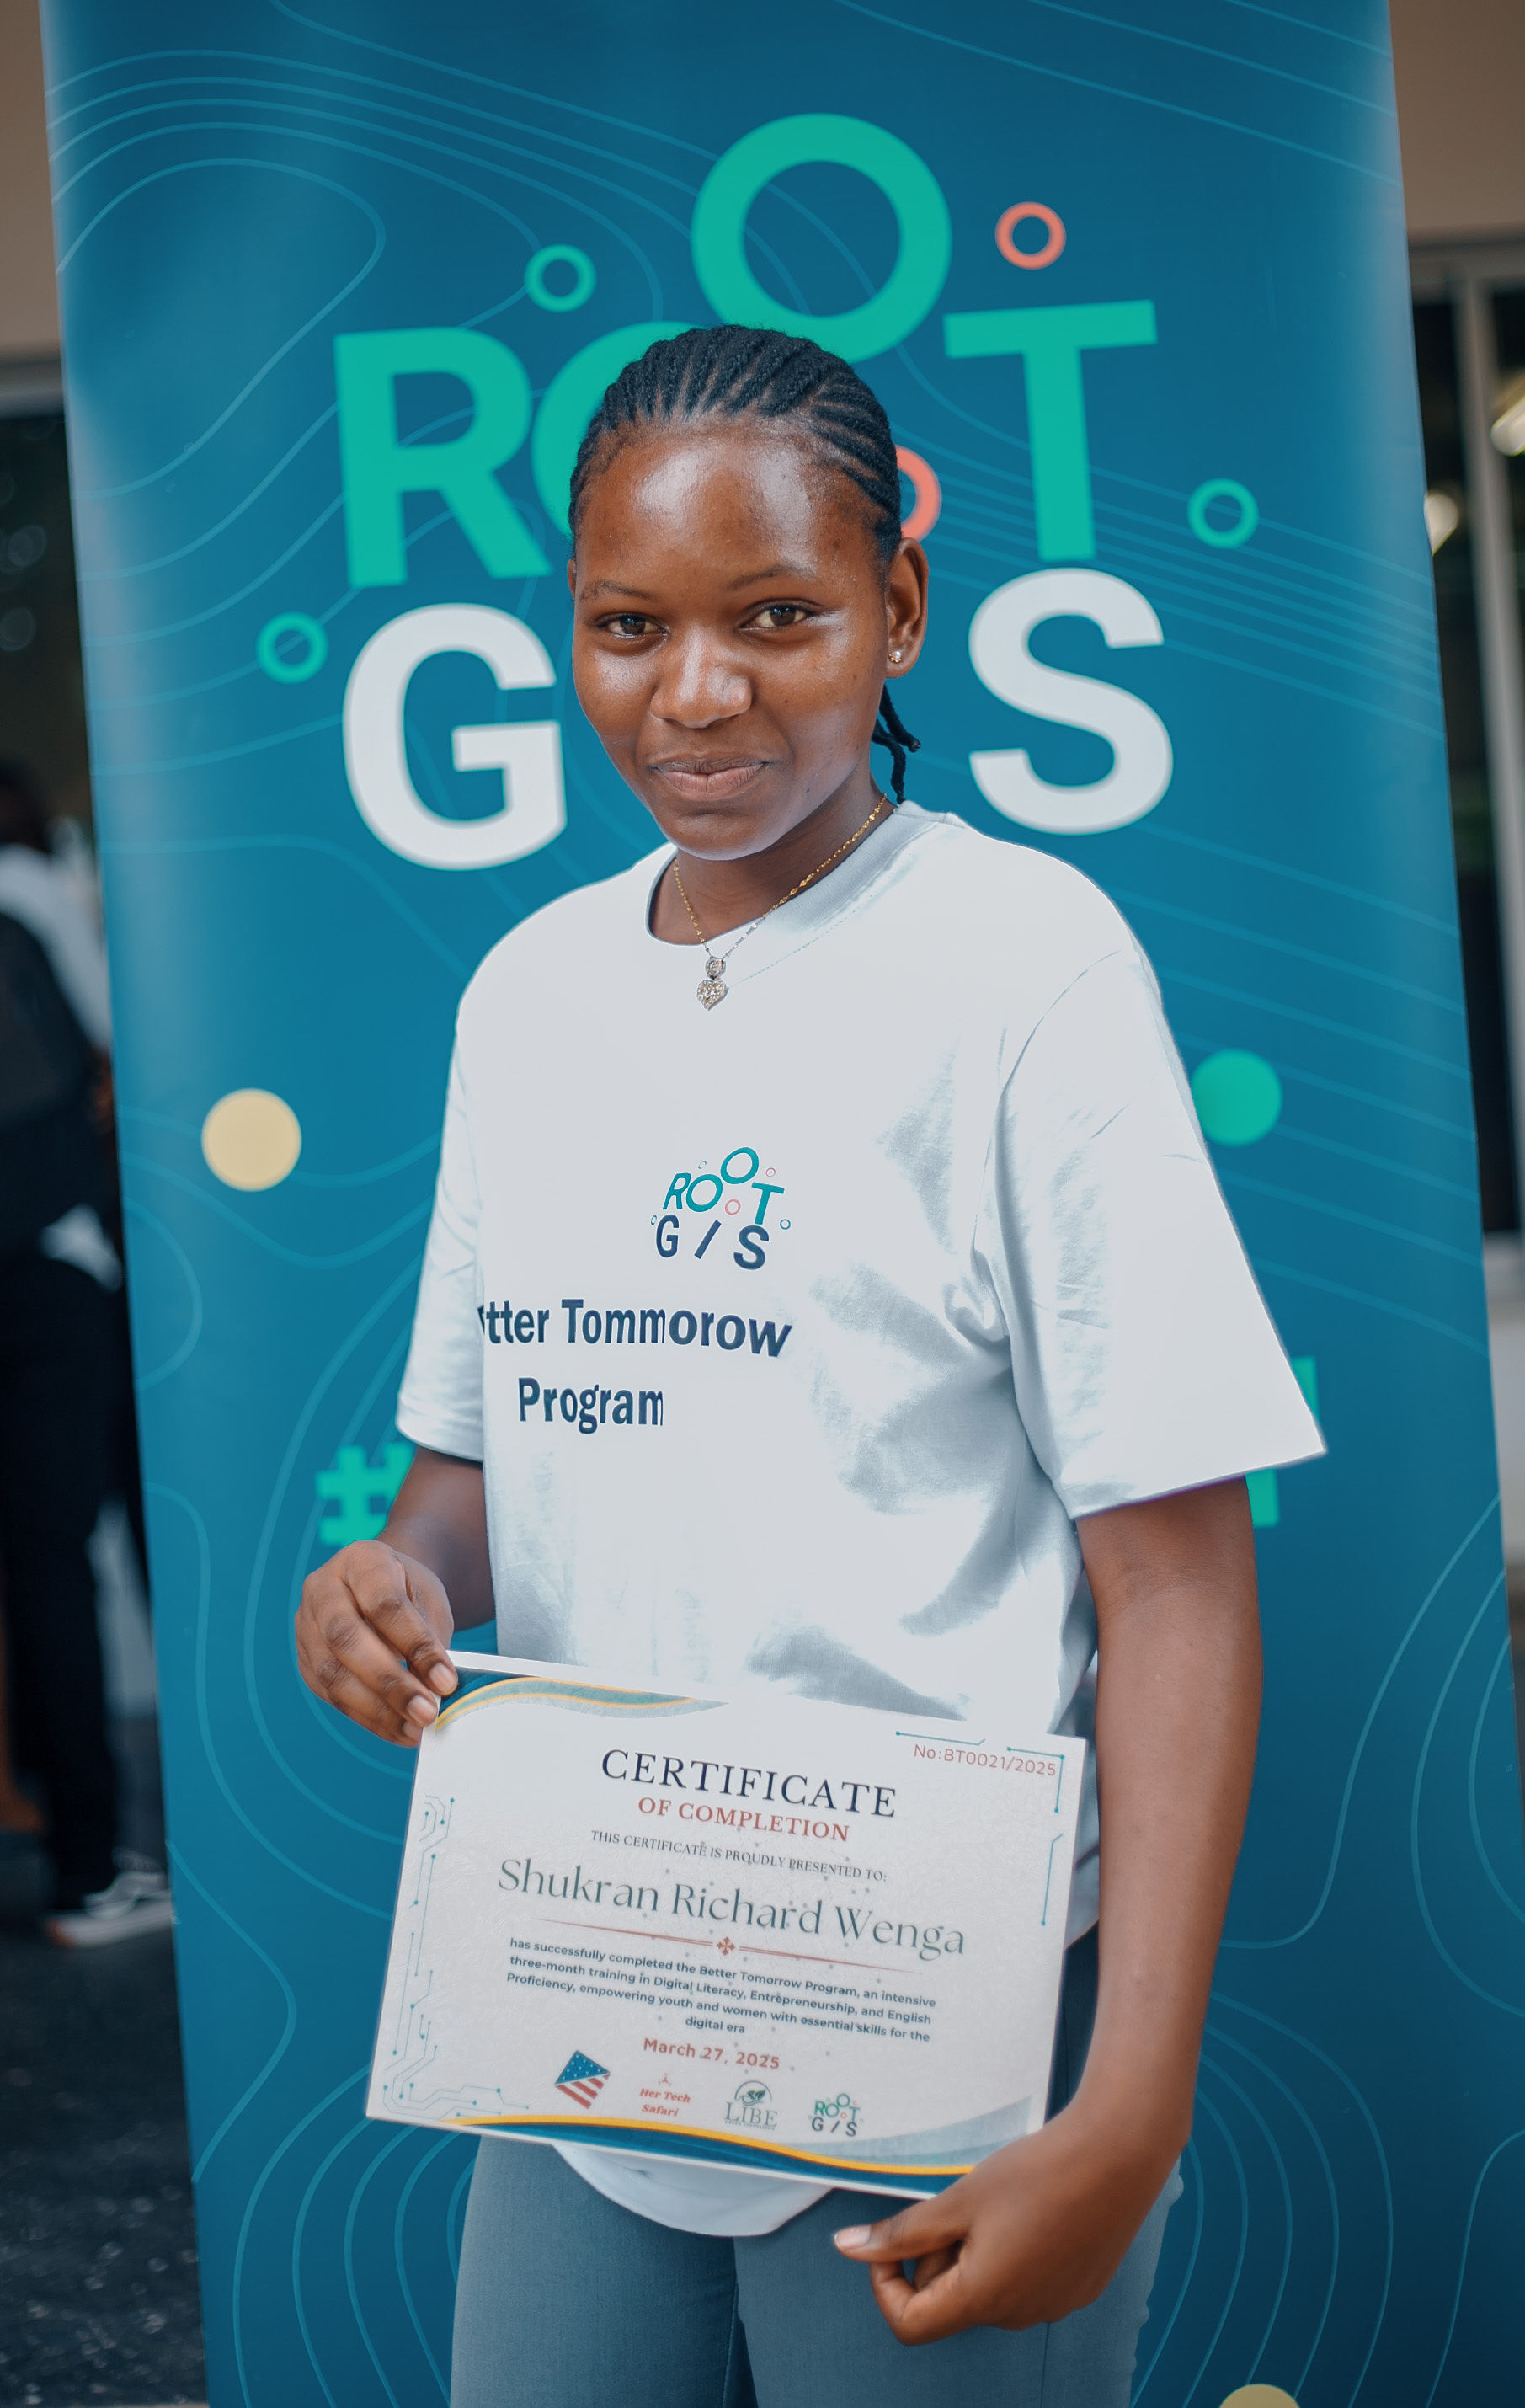 ROOT
G S
ROOT
G/S
tter Tommorow
Program
#
No:BT0021/2025
CERTIFICATE
OF COMPLETION
THIS CERTIFICATE IS PROUDLY PRESENTED TO:
Shukran Richard Wenga
has successfully completed the Better Tomorrow Program, an intensive
three-month training in Digital Literacy, Entrepreneurship, and English
Proficiency, empowering youth and women with essential skills for the
digital era
March 27, 2025
Her Tech
Safari
LIBE
ROOT
G/S